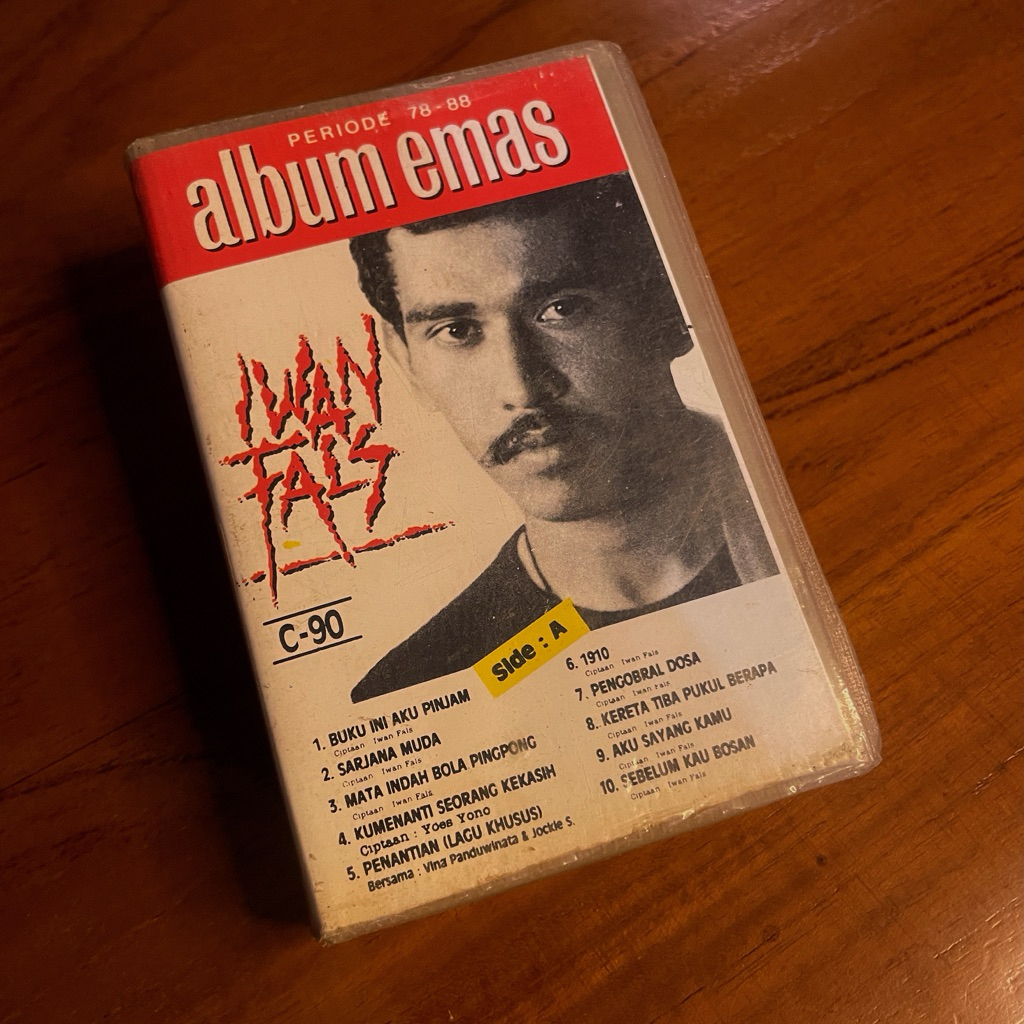 PERIODE 78-88
album emas
IWAN
FALS
C-90
Side : A
1. BUKU INI AKU PINJAM
Ciptaan Iwan Fals
2. SARJANA MUDA
Ciptaan Iwan Fals
3. MATA INDAH BOLA PINGPONG
Ciptaan Iwan Fals
4. KUMENANTI SEORANG KEKASIH
Ciptaan : Yoes Yono
5. PENANTIAN (LAGU KHUSUS)
Bersama : Vina Panduwinata & Jockie S.
6. 1910
Ciptaan Iwan Fals
7. PENGOBRAL DOSA
Ciptaan Iwan Fals
8. KERETA TIBA PUKUL BERAPA
Ciptaan Iwan Fals
9. AKU SAYANG KAMU
Ciptaan Iwan Fals
10. SEBELUM KAU BOSAN
Ciptaan Iwan Fals